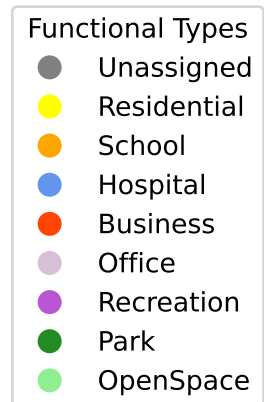 Functional Types
Unassigned
Residential
School
Hospital
Business
Office
Recreation
Park
OpenSpace